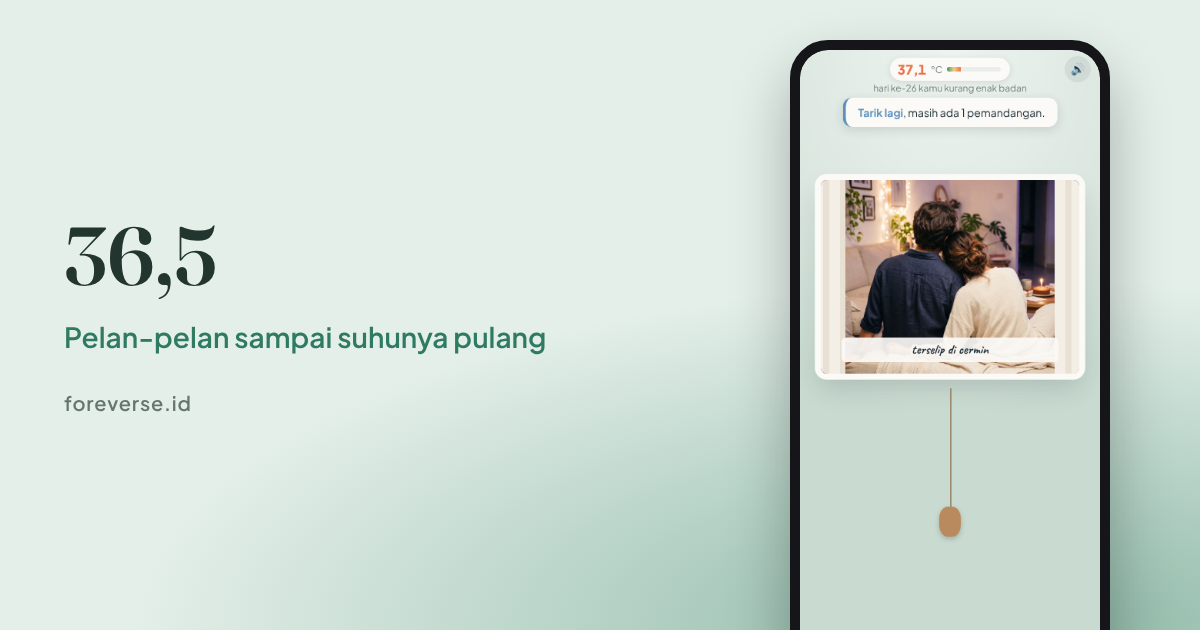 36,5
Pelan-pelan sampai suhunya pulang
foreverse.id
37,1 °C
hari ke-26 kamu kurang enak badan
Tarik lagi, masih ada 1 pemandangan.
terselip di cermin